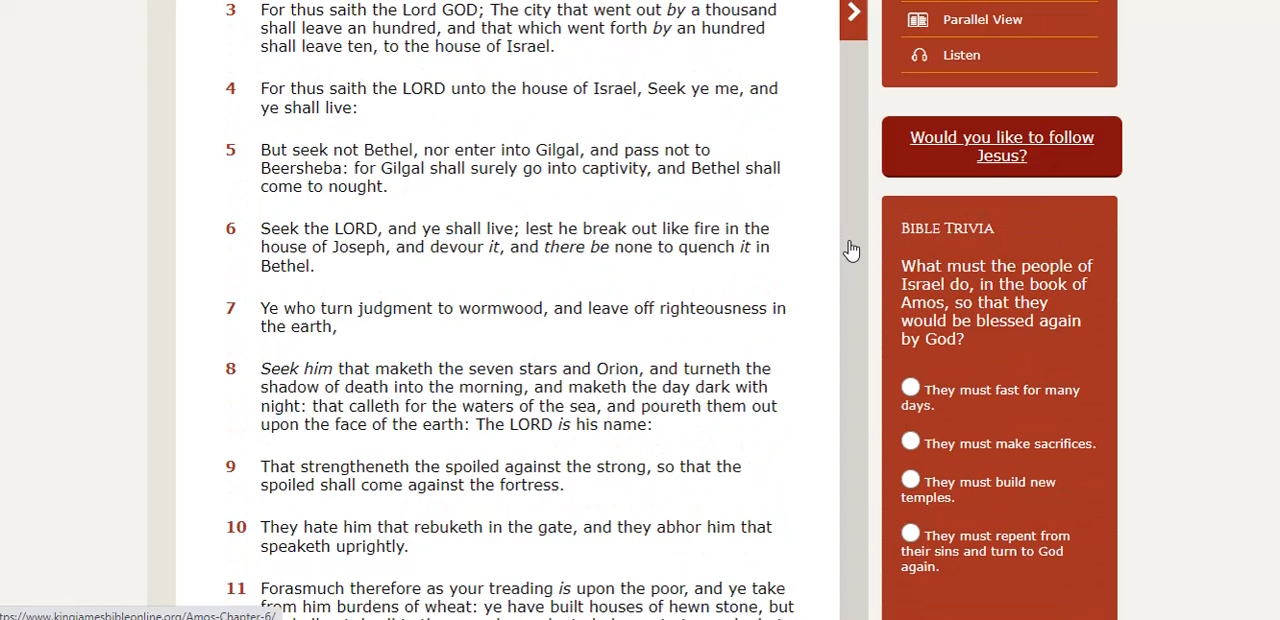 3 For thus saith the Lord GOD; The city that went out by a thousand
shall leave an hundred, and that which went forth by an hundred
shall leave ten, to the house of Israel.
4 For thus saith the LORD unto the house of Israel, Seek ye me, and
ye shall live:
5 But seek not Bethel, nor enter into Gilgal, and pass not to
Beersheba: for Gilgal shall surely go into captivity, and Bethel shall
come to nought.
6 Seek the LORD, and ye shall live; lest he break out like fire in the
house of Joseph, and devour it, and there be none to quench it in
Bethel.
7 Ye who turn judgment to wormwood, and leave off righteousness in
the earth,
8 Seek him that maketh the seven stars and Orion, and turneth the
shadow of death into the morning, and maketh the day dark with
night: that calleth for the waters of the sea, and poureth them out
upon the face of the earth: The LORD is his name:
9 That strengtheneth the spoiled against the strong, so that the
spoiled shall come against the fortress.
10 They hate him that rebuketh in the gate, and they abhor him that
speaketh uprightly.
11 Forasmuch therefore as your treading is upon the poor, and ye take
from him burdens of wheat: ye have built houses of hewn stone, but
tps://www.kingjamesbibleonline.org/Amos-Chapter-6/
Parallel View
Listen
Would you like to follow
Jesus?
BIBLE TRIVIA
What must the people of
Israel do, in the book of
Amos, so that they
would be blessed again
by God?
They must fast for many
days.
They must make sacrifices.
They must build new
temples.
They must repent from
their sins and turn to God
again.